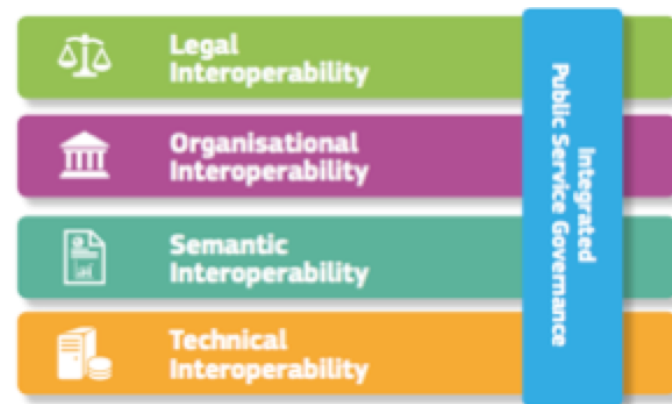 Legal
Interoperability
Organisational
Interoperability
Semantic
Interoperability
Technical
Interoperability
Integrated
Public Service Governance